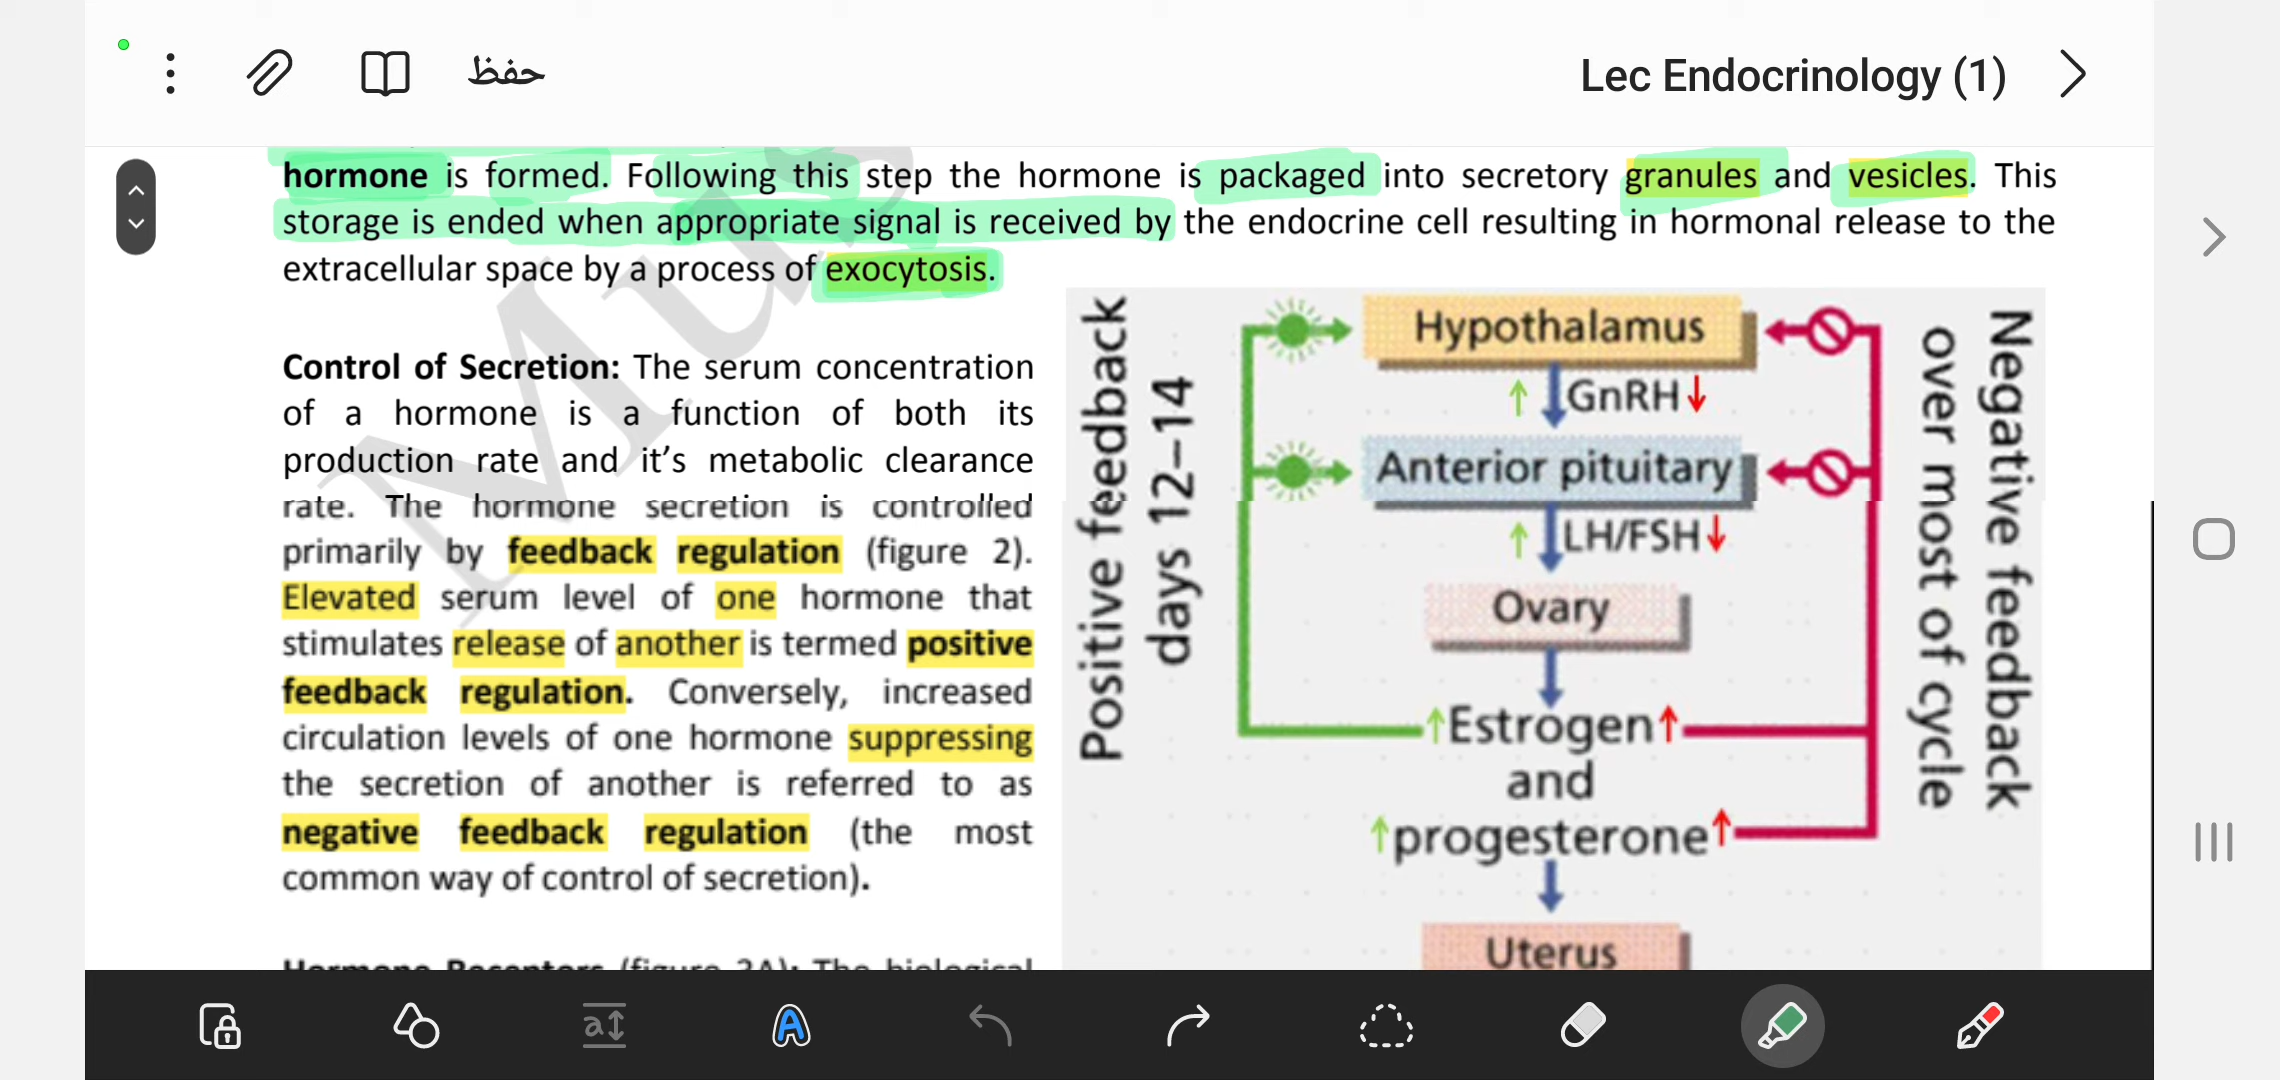 حفظ
Lec Endocrinology (1)
hormone is formed. Following this step the hormone is packaged into secretory granules and vesicles. This
storage is ended when appropriate signal is received by the endocrine cell resulting in hormonal release to the
extracellular space by a process of exocytosis.
Control of Secretion: The serum concentration
of a hormone is a function of both its
production rate and it’s metabolic clearance
rate. The hormone secretion is controlled
primarily by feedback regulation (figure 2).
Elevated serum level of one hormone that
stimulates release of another is termed positive
feedback regulation. Conversely, increased
circulation levels of one hormone suppressing
the secretion of another is referred to as
negative feedback regulation (the most
common way of control of secretion).
Hormone Receptors (figure 2A): The biological
Positive feedback
days 12–14
Hypothalamus
↑ GnRH ↓
Anterior pituitary
↑ LH/FSH ↓
Ovary
↑Estrogen↑
and
↑progesterone↑
Uterus
Negative feedback
over most of cycle